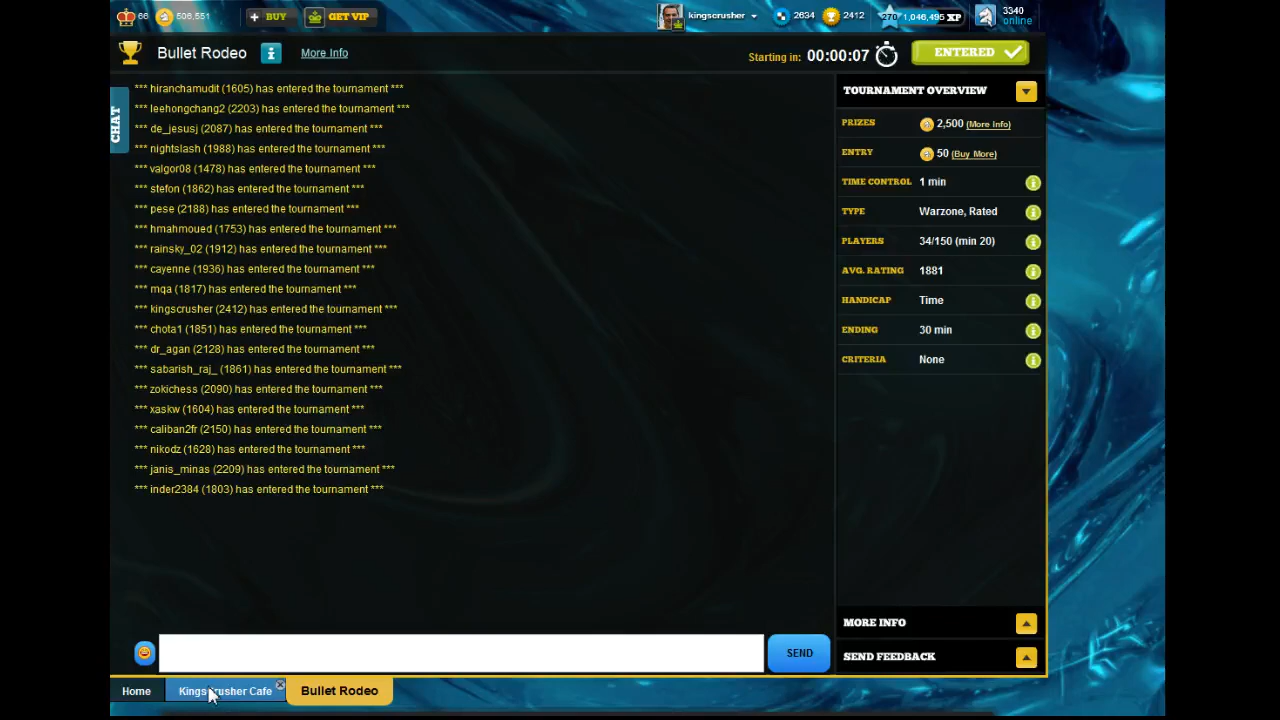 66 506,551 + BUY GET VIP kingscrusher 2634 2412 270 1,046,495 XP 3340 online
Bullet Rodeo i More Info Starting in: 00:00:07 ENTERED
CHAT
*** hiranchamudit (1605) has entered the tournament ***
*** leehongchang2 (2203) has entered the tournament ***
*** de_jesusj (2087) has entered the tournament ***
*** nightslash (1988) has entered the tournament ***
*** valgor08 (1478) has entered the tournament ***
*** stefon (1862) has entered the tournament ***
*** pese (2188) has entered the tournament ***
*** hmahmoued (1753) has entered the tournament ***
*** rainsky_02 (1912) has entered the tournament ***
*** cayenne (1936) has entered the tournament ***
*** mqa (1817) has entered the tournament ***
*** kingscrusher (2412) has entered the tournament ***
*** chota1 (1851) has entered the tournament ***
*** dr_agan (2128) has entered the tournament ***
*** sabarish_raj_ (1861) has entered the tournament ***
*** zokichess (2090) has entered the tournament ***
*** xaskw (1604) has entered the tournament ***
*** caliban2fr (2150) has entered the tournament ***
*** nikodz (1628) has entered the tournament ***
*** janis_minas (2209) has entered the tournament ***
*** inder2384 (1803) has entered the tournament ***
TOURNAMENT OVERVIEW
PRIZES 2,500 (More Info)
ENTRY 50 (Buy More)
TIME CONTROL 1 min
TYPE Warzone, Rated
PLAYERS 34/150 (min 20)
AVG. RATING 1881
HANDICAP Time
ENDING 30 min
CRITERIA None
MORE INFO
SEND FEEDBACK
SEND
Home Kingscrusher Cafe Bullet Rodeo